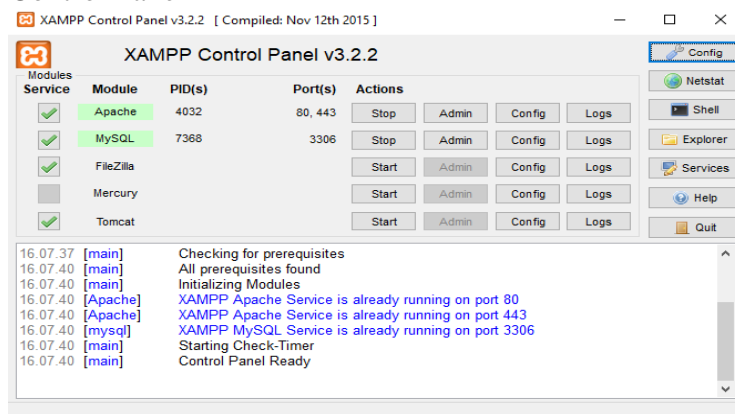 XAMPP Control Panel v3.2.2 [ Compiled: Nov 12th 2015 ]
XAMPP Control Panel v3.2.2
Config
Modules
Service Module PID(s) Port(s) Actions
Netstat
Apache 4032 80, 443 Stop Admin Config Logs
Shell
MySQL 7368 3306 Stop Admin Config Logs
Explorer
FileZilla Start Admin Config Logs
Services
Mercury Start Admin Config Logs
Help
Tomcat Start Admin Config Logs
Quit
16.07.37 [main] Checking for prerequisites
16.07.40 [main] All prerequisites found
16.07.40 [main] Initializing Modules
16.07.40 [Apache] XAMPP Apache Service is already running on port 80
16.07.40 [Apache] XAMPP Apache Service is already running on port 443
16.07.40 [mysql] XAMPP MySQL Service is already running on port 3306
16.07.40 [main] Starting Check-Timer
16.07.40 [main] Control Panel Ready